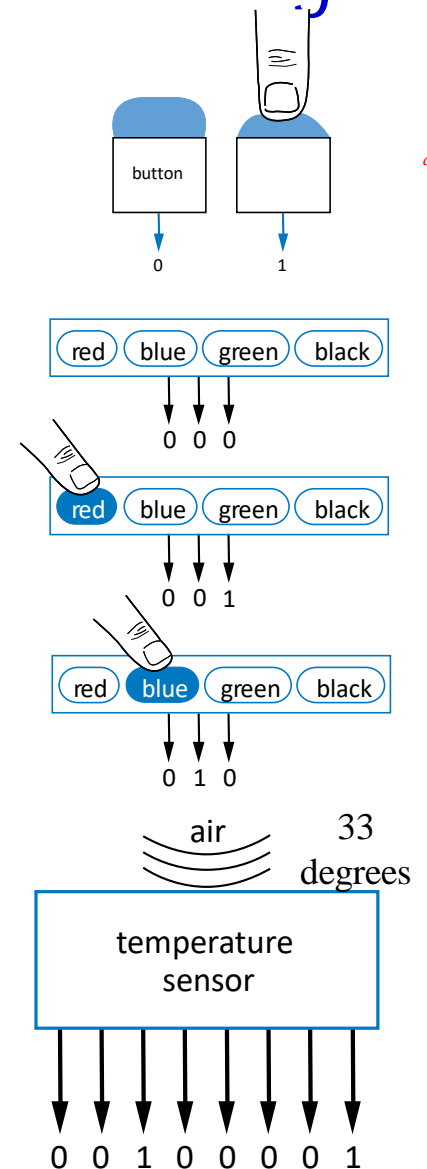 button
0 1
red blue green black
0 0 0
red blue green black
0 0 1
red blue green black
0 1 0
air
33
degrees
temperature
sensor
0 0 1 0 0 0 0 1